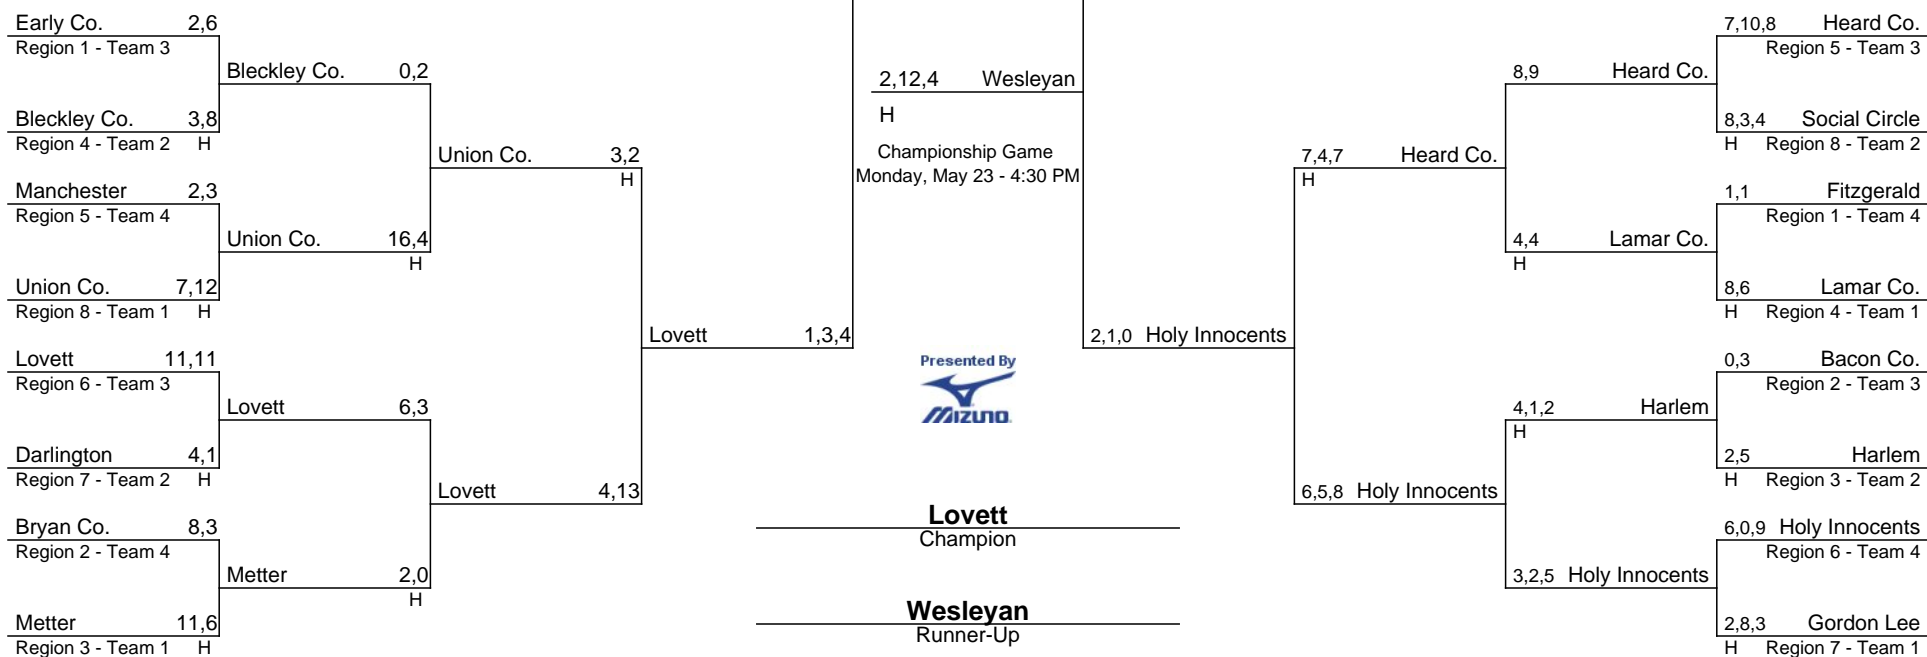 Early Co. 2,6
Region 1 - Team 3
Bleckley Co. 0,2
Bleckley Co. 3,8
Region 4 - Team 2 H
Union Co. 3,2
H
Manchester 2,3
Region 5 - Team 4
Union Co. 16,4
H
Union Co. 7,12
Region 8 - Team 1 H
Lovett 1,3,4
Lovett 11,11
Region 6 - Team 3
Lovett 6,3
Darlington 4,1
Region 7 - Team 2 H
Lovett 4,13
Bryan Co. 8,3
Region 2 - Team 4
Metter 2,0
H
Metter 11,6
Region 3 - Team 1 H
2,12,4 Wesleyan
H
Championship Game
Monday, May 23 - 4:30 PM
Presented By
MIZUNO
Lovett
Champion
Wesleyan
Runner-Up
7,10,8 Heard Co.
Region 5 - Team 3
8,9 Heard Co.
8,3,4 Social Circle
H Region 8 - Team 2
7,4,7 Heard Co.
H
1,1 Fitzgerald
Region 1 - Team 4
4,4 Lamar Co.
H
8,6 Lamar Co.
H Region 4 - Team 1
2,1,0 Holy Innocents
0,3 Bacon Co.
Region 2 - Team 3
4,1,2 Harlem
H
2,5 Harlem
H Region 3 - Team 2
6,5,8 Holy Innocents
6,0,9 Holy Innocents
Region 6 - Team 4
3,2,5 Holy Innocents
2,8,3 Gordon Lee
H Region 7 - Team 1